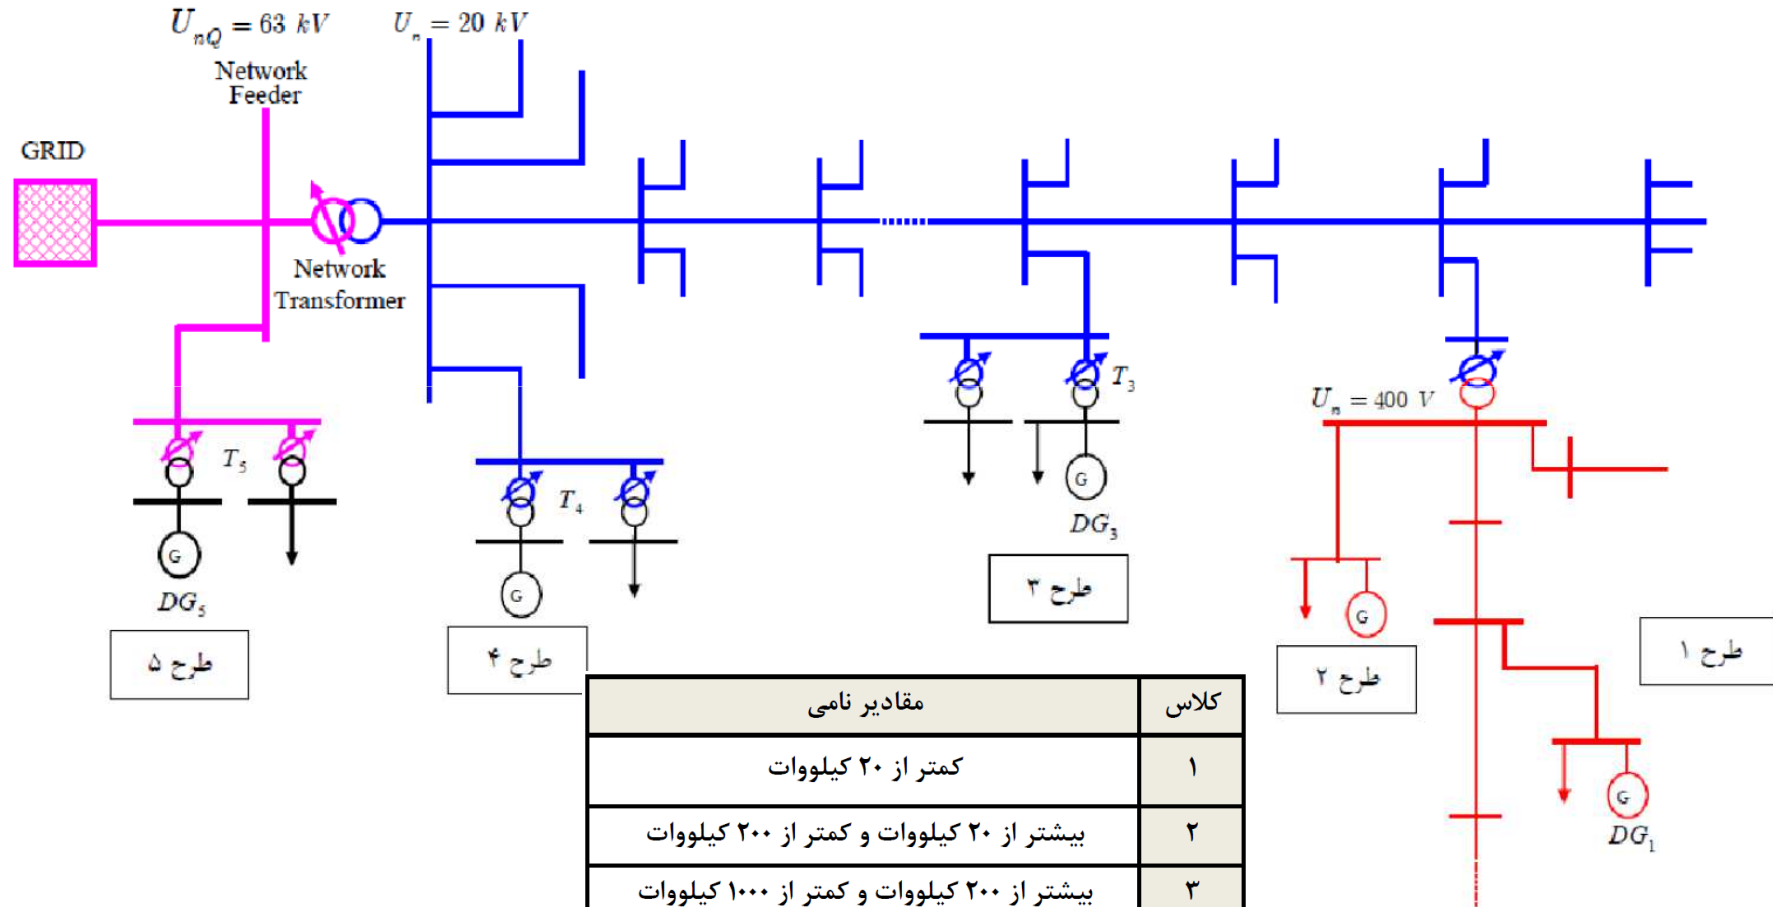 U_{nQ} = 63 kV
U_n = 20 kV
Network
Feeder
GRID
Network
Transformer
T_3
U_n = 400 V
T_5
T_4
G
DG_3
G
DG_5
G
G
طرح ۳
طرح ۵
طرح ۴
طرح ۲
طرح ۱
G
DG_1
کلاس مقادیر نامی
۱ کمتر از ۲۰ کیلووات
۲ بیشتر از ۲۰ کیلووات و کمتر از ۲۰۰ کیلووات
۳ بیشتر از ۲۰۰ کیلووات و کمتر از ۱۰۰۰ کیلووات